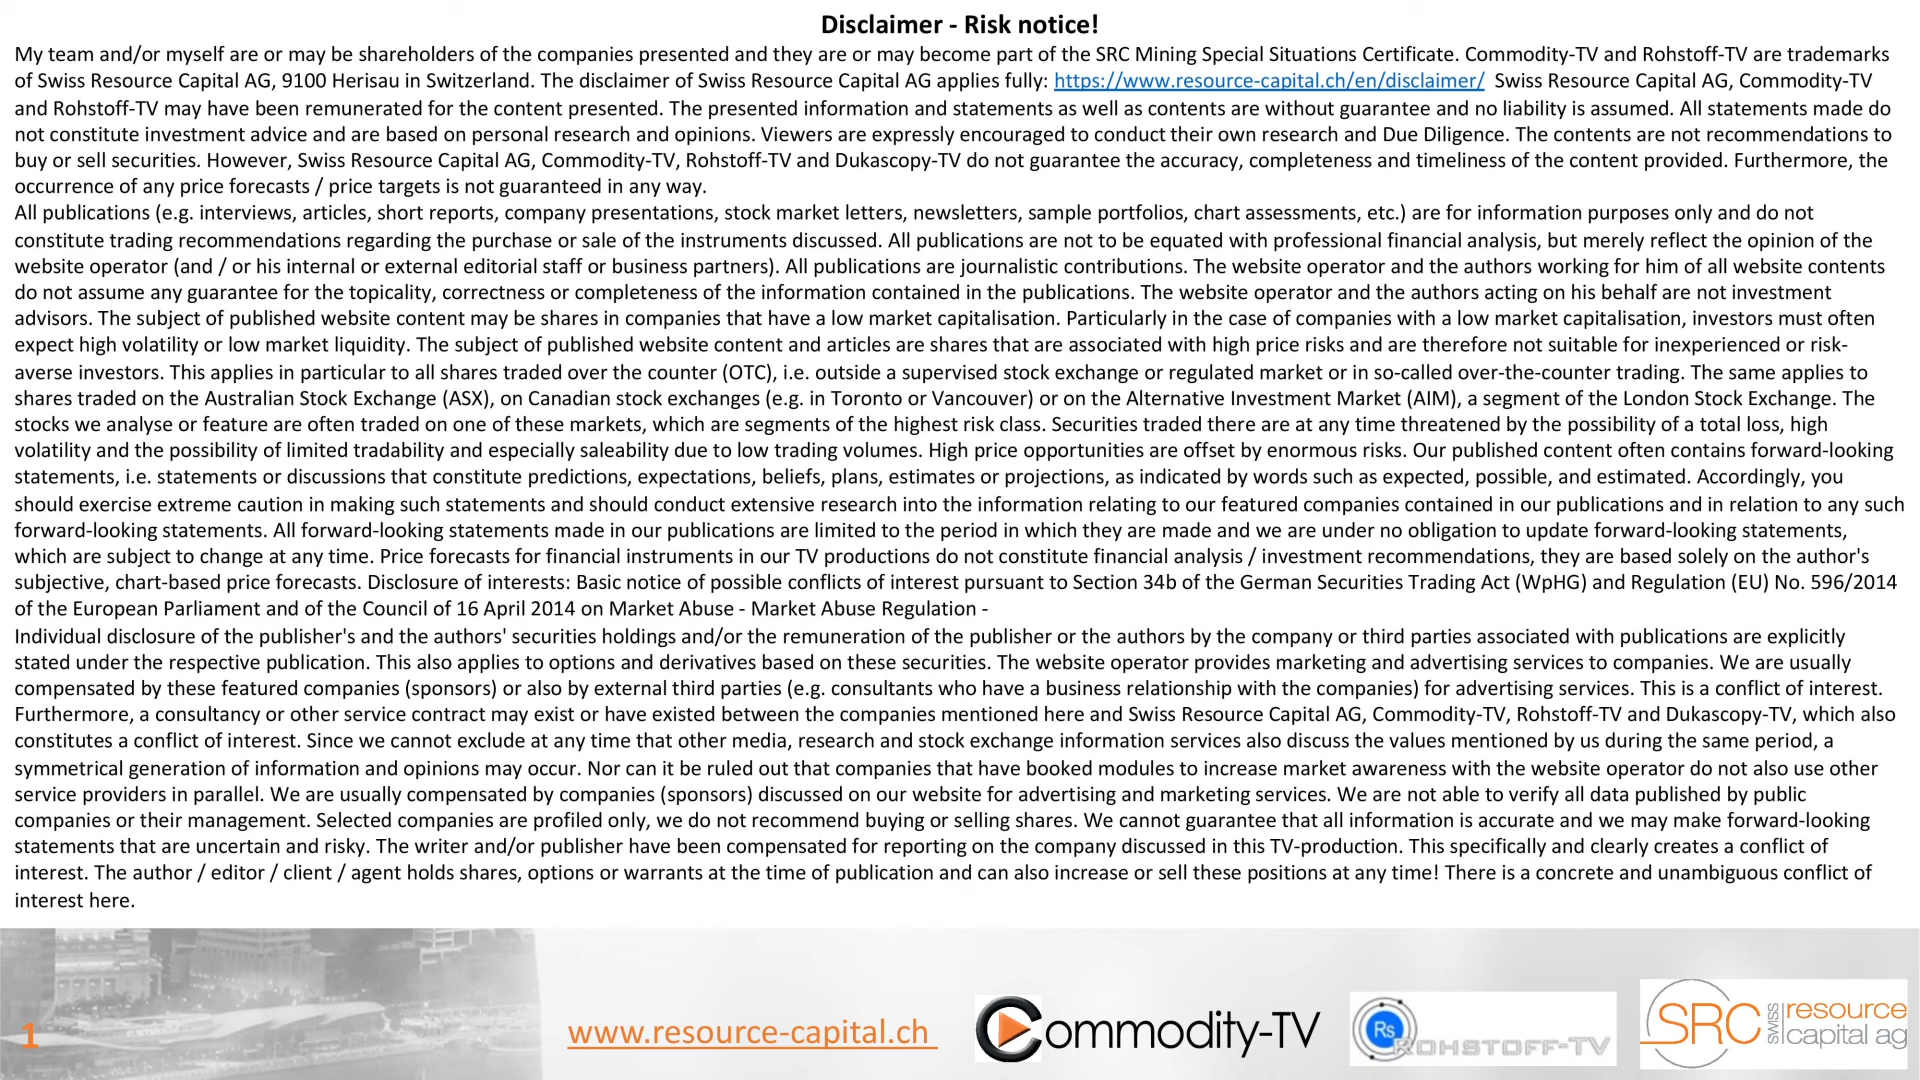 Disclaimer - Risk notice!
My team and/or myself are or may be shareholders of the companies presented and they are or may become part of the SRC Mining Special Situations Certificate. Commodity-TV and Rohstoff-TV are trademarks
of Swiss Resource Capital AG, 9100 Herisau in Switzerland. The disclaimer of Swiss Resource Capital AG applies fully: https://www.resource-capital.ch/en/disclaimer/ Swiss Resource Capital AG, Commodity-TV
and Rohstoff-TV may have been remunerated for the content presented. The presented information and statements as well as contents are without guarantee and no liability is assumed. All statements made do
not constitute investment advice and are based on personal research and opinions. Viewers are expressly encouraged to conduct their own research and Due Diligence. The contents are not recommendations to
buy or sell securities. However, Swiss Resource Capital AG, Commodity-TV, Rohstoff-TV and Dukascopy-TV do not guarantee the accuracy, completeness and timeliness of the content provided. Furthermore, the
occurrence of any price forecasts / price targets is not guaranteed in any way.
All publications (e.g. interviews, articles, short reports, company presentations, stock market letters, newsletters, sample portfolios, chart assessments, etc.) are for information purposes only and do not
constitute trading recommendations regarding the purchase or sale of the instruments discussed. All publications are not to be equated with professional financial analysis, but merely reflect the opinion of the
website operator (and / or his internal or external editorial staff or business partners). All publications are journalistic contributions. The website operator and the authors working for him of all website contents
do not assume any guarantee for the topicality, correctness or completeness of the information contained in the publications. The website operator and the authors acting on his behalf are not investment
advisors. The subject of published website content may be shares in companies that have a low market capitalisation. Particularly in the case of companies with a low market capitalisation, investors must often
expect high volatility or low market liquidity. The subject of published website content and articles are shares that are associated with high price risks and are therefore not suitable for inexperienced or risk-
averse investors. This applies in particular to all shares traded over the counter (OTC), i.e. outside a supervised stock exchange or regulated market or in so-called over-the-counter trading. The same applies to
shares traded on the Australian Stock Exchange (ASX), on Canadian stock exchanges (e.g. in Toronto or Vancouver) or on the Alternative Investment Market (AIM), a segment of the London Stock Exchange. The
stocks we analyse or feature are often traded on one of these markets, which are segments of the highest risk class. Securities traded there are at any time threatened by the possibility of a total loss, high
volatility and the possibility of limited tradability and especially saleability due to low trading volumes. High price opportunities are offset by enormous risks. Our published content often contains forward-looking
statements, i.e. statements or discussions that constitute predictions, expectations, beliefs, plans, estimates or projections, as indicated by words such as expected, possible, and estimated. Accordingly, you
should exercise extreme caution in making such statements and should conduct extensive research into the information relating to our featured companies contained in our publications and in relation to any such
forward-looking statements. All forward-looking statements made in our publications are limited to the period in which they are made and we are under no obligation to update forward-looking statements,
which are subject to change at any time. Price forecasts for financial instruments in our TV productions do not constitute financial analysis / investment recommendations, they are based solely on the author's
subjective, chart-based price forecasts. Disclosure of interests: Basic notice of possible conflicts of interest pursuant to Section 34b of the German Securities Trading Act (WpHG) and Regulation (EU) No. 596/2014
of the European Parliament and of the Council of 16 April 2014 on Market Abuse - Market Abuse Regulation -
Individual disclosure of the publisher's and the authors' securities holdings and/or the remuneration of the publisher or the authors by the company or third parties associated with publications are explicitly
stated under the respective publication. This also applies to options and derivatives based on these securities. The website operator provides marketing and advertising services to companies. We are usually
compensated by these featured companies (sponsors) or also by external third parties (e.g. consultants who have a business relationship with the companies) for advertising services. This is a conflict of interest.
Furthermore, a consultancy or other service contract may exist or have existed between the companies mentioned here and Swiss Resource Capital AG, Commodity-TV, Rohstoff-TV and Dukascopy-TV, which also
constitutes a conflict of interest. Since we cannot exclude at any time that other media, research and stock exchange information services also discuss the values mentioned by us during the same period, a
symmetrical generation of information and opinions may occur. Nor can it be ruled out that companies that have booked modules to increase market awareness with the website operator do not also use other
service providers in parallel. We are usually compensated by companies (sponsors) discussed on our website for advertising and marketing services. We are not able to verify all data published by public
companies or their management. Selected companies are profiled only, we do not recommend buying or selling shares. We cannot guarantee that all information is accurate and we may make forward-looking
statements that are uncertain and risky. The writer and/or publisher have been compensated for reporting on the company discussed in this TV-production. This specifically and clearly creates a conflict of
interest. The author / editor / client / agent holds shares, options or warrants at the time of publication and can also increase or sell these positions at any time! There is a concrete and unambiguous conflict of
interest here.
1
www.resource-capital.ch
Commodity-TV
Rs ROHSTOFF-TV
SRC SWISS resource
capital ag